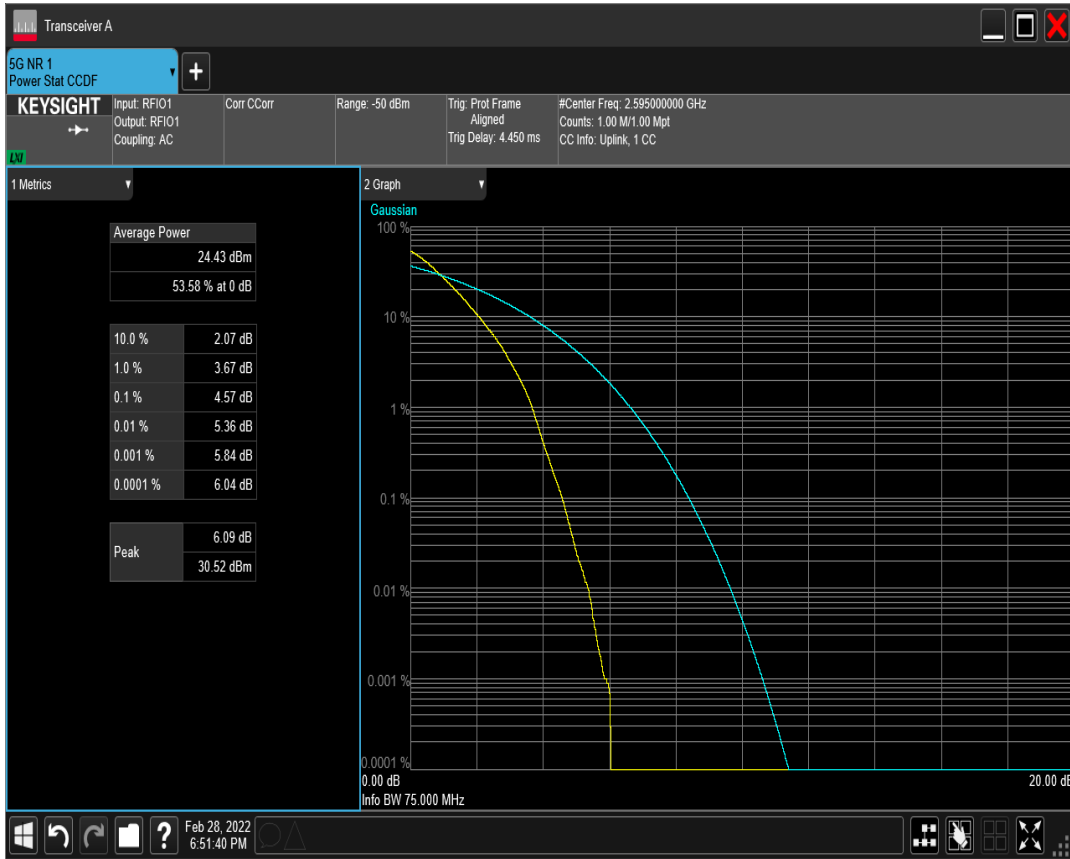 Transceiver A
5G NR 1
Power Stat CCDF
+
KEYSIGHT
LXI
Input: RFIO1
Output: RFIO1
Coupling: AC
Corr CCorr
Range: -50 dBm
Trig: Prot Frame
Aligned
Trig Delay: 4.450 ms
#Center Freq: 2.595000000 GHz
Counts: 1.00 M/1.00 Mpt
CC Info: Uplink, 1 CC
1 Metrics
Average Power
24.43 dBm
53.58 % at 0 dB
10.0 % 2.07 dB
1.0 % 3.67 dB
0.1 % 4.57 dB
0.01 % 5.36 dB
0.001 % 5.84 dB
0.0001 % 6.04 dB
Peak
6.09 dB
30.52 dBm
2 Graph
Gaussian
100 %
10 %
1 %
0.1 %
0.01 %
0.001 %
0.0001 %
0.00 dB
20.00 dB
Info BW 75.000 MHz
?
Feb 28, 2022
6:51:40 PM